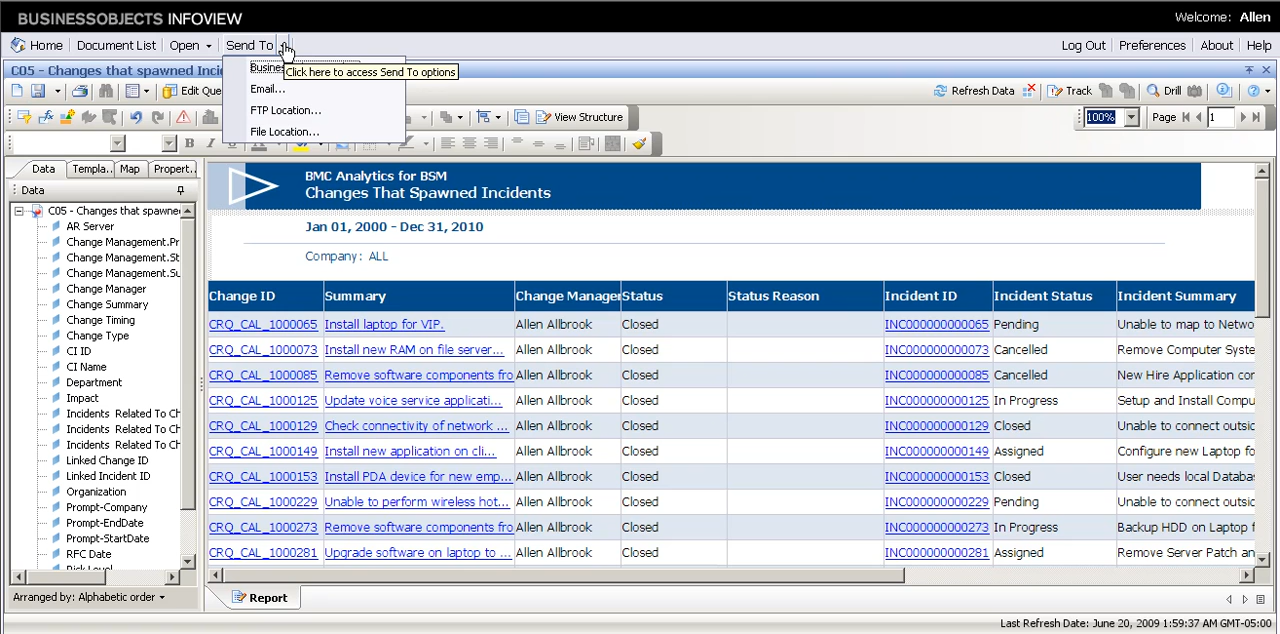 BUSINESSOBJECTS INFOVIEW
Welcome: Allen
Home Document List Open Send To
Log Out Preferences About Help
C05 - Changes that spawned Inci
Busines
Click here to access Send To options
Email...
FTP Location...
File Location...
Edit Que
Refresh Data Track Drill
View Structure
100% Page 1
B I U A
Data Templa.. Map Propert..
Data
C05 - Changes that spawne
AR Server
Change Management.Pr
Change Management.St
Change Management.Su
Change Manager
Change Summary
Change Timing
Change Type
CI ID
CI Name
Department
Impact
Incidents Related To Ch
Incidents Related To Ch
Incidents Related To Ch
Linked Change ID
Linked Incident ID
Organization
Prompt-Company
Prompt-EndDate
Prompt-StartDate
RFC Date
Risk Level
Arranged by: Alphabetic order
BMC Analytics for BSM
Changes That Spawned Incidents
Jan 01, 2000 - Dec 31, 2010
Company: ALL
Change ID Summary Change Manager Status Status Reason Incident ID Incident Status Incident Summary
CRQ_CAL_1000065 Install laptop for VIP. Allen Allbrook Closed INC000000000065 Pending Unable to map to Netwo
CRQ_CAL_1000073 Install new RAM on file server... Allen Allbrook Closed INC000000000073 Cancelled Remove Computer Syste
CRQ_CAL_1000085 Remove software components fro Allen Allbrook Closed INC000000000085 Cancelled New Hire Application con
CRQ_CAL_1000125 Update voice service applicati... Allen Allbrook Closed INC000000000125 In Progress Setup and Install Compu
CRQ_CAL_1000129 Check connectivity of network ... Allen Allbrook Closed INC000000000129 Closed Unable to connect outsid
CRQ_CAL_1000149 Install new application on cli... Allen Allbrook Closed INC000000000149 Assigned Configure new Laptop fo
CRQ_CAL_1000153 Install PDA device for new emp... Allen Allbrook Closed INC000000000153 Closed User needs local Databas
CRQ_CAL_1000229 Unable to perform wireless hot... Allen Allbrook Closed INC000000000229 Pending Unable to connect outsid
CRQ_CAL_1000273 Remove software components fro Allen Allbrook Closed INC000000000273 In Progress Backup HDD on Laptop f
CRQ_CAL_1000281 Upgrade software on laptop to ... Allen Allbrook Closed INC000000000281 Assigned Remove Server Patch an
Report
Last Refresh Date: June 20, 2009 1:59:37 AM GMT-05:00